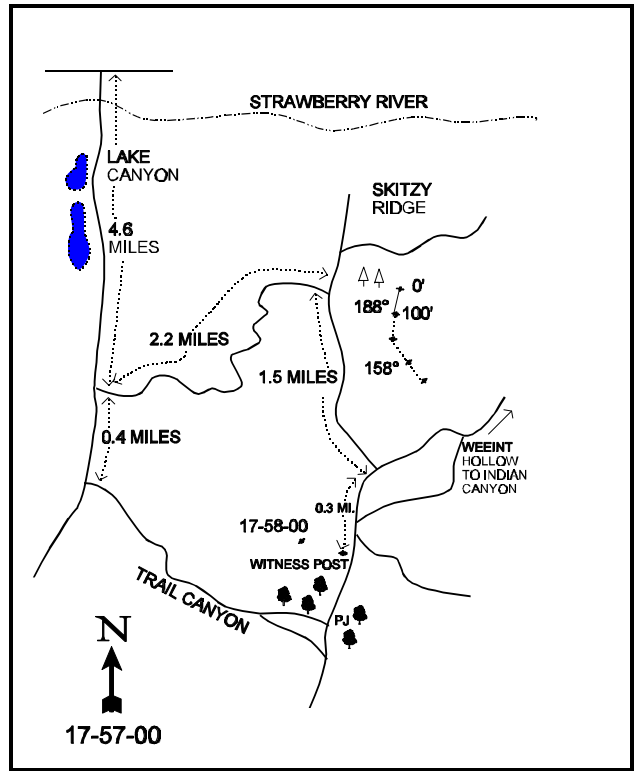 STRAWBERRY RIVER
LAKE
CANYON
SKITZY
RIDGE
4.6
MILES
0'
188°
100'
2.2 MILES
158°
1.5 MILES
0.4 MILES
WEEINT
HOLLOW
TO INDIAN
CANYON
0.3 MI.
17-58-00
WITNESS POST
TRAIL CANYON
PJ
N
17-57-00